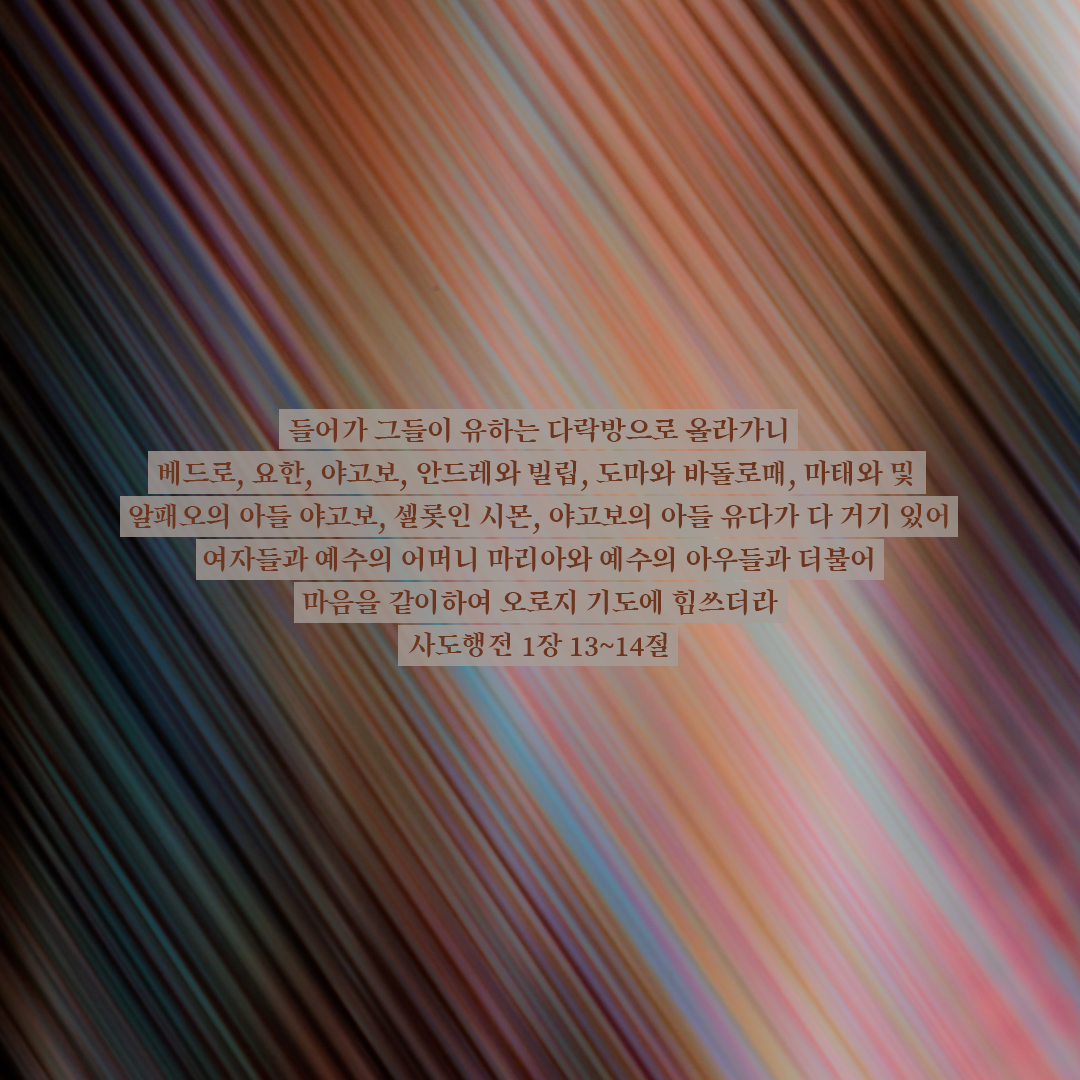 들어가 그들이 유하는 다락방으로 올라가니
베드로, 요한, 야고보, 안드레와 빌립, 도마와 바돌로매, 마태와 및
알패오의 아들 야고보, 셀롯인 시몬, 야고보의 아들 유다가 다 거기 있어
여자들과 예수의 어머니 마리아와 예수의 아우들과 더불어
마음을 같이하여 오로지 기도에 힘쓰더라
사도행전 1장 13~14절